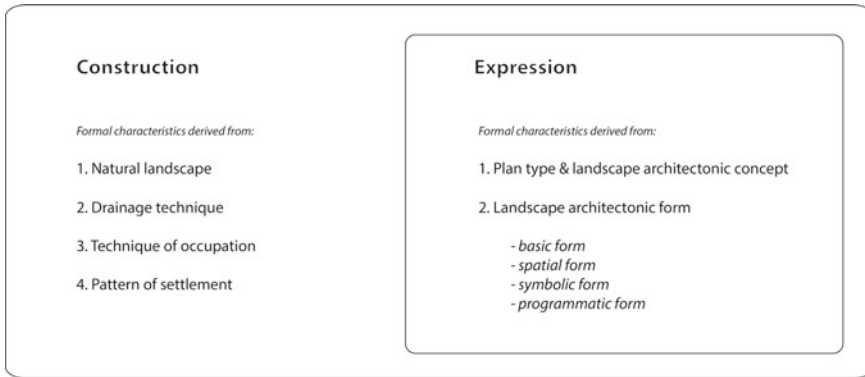 Construction
Formal characteristics derived from:
1. Natural landscape
2. Drainage technique
3. Technique of occupation
4. Pattern of settlement
Expression
Formal characteristics derived from:
1. Plan type & landscape architectonic concept
2. Landscape architectonic form
- basic form
- spatial form
- symbolic form
- programmatic form